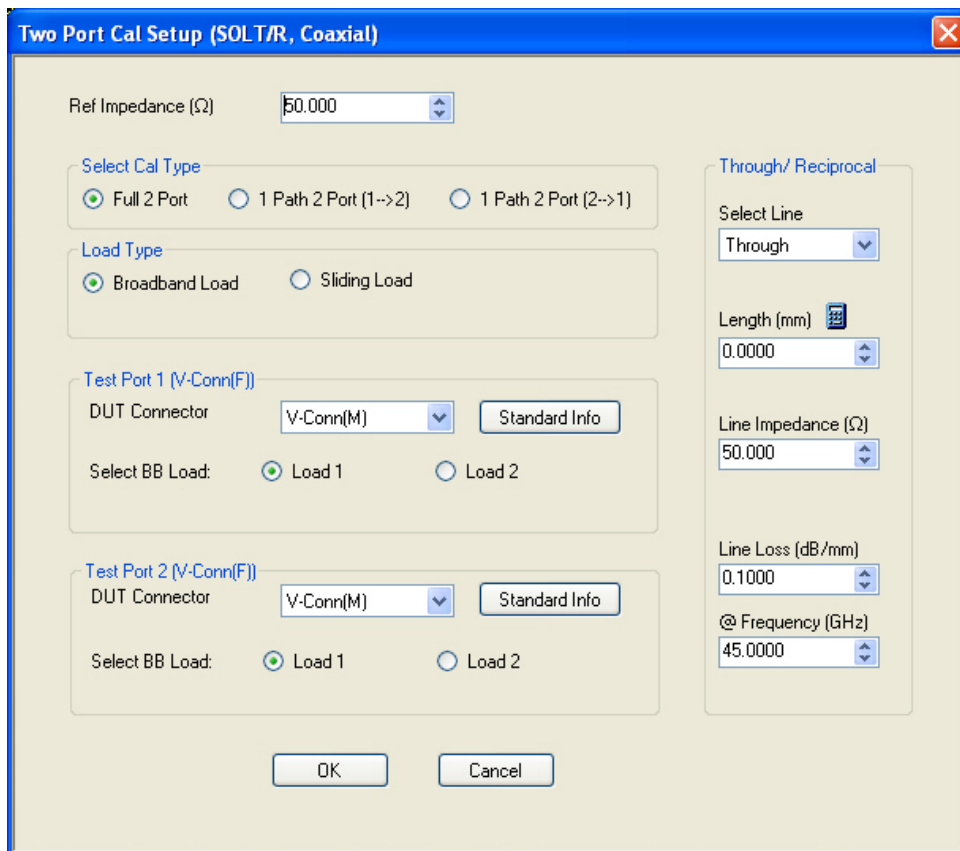 Two Port Cal Setup (SOLT/R, Coaxial)
Ref Impedance (Ω) 50.000
Select Cal Type
Full 2 Port 1 Path 2 Port (1-->2) 1 Path 2 Port (2-->1)
Load Type
Broadband Load Sliding Load
Test Port 1 (V-Conn(F))
DUT Connector V-Conn(M) Standard Info
Select BB Load: Load 1 Load 2
Test Port 2 (V-Conn(F))
DUT Connector V-Conn(M) Standard Info
Select BB Load: Load 1 Load 2
Through/ Reciprocal
Select Line
Through
Length (mm)
0.0000
Line Impedance (Ω)
50.000
Line Loss (dB/mm)
0.1000
@ Frequency (GHz)
45.0000
OK Cancel